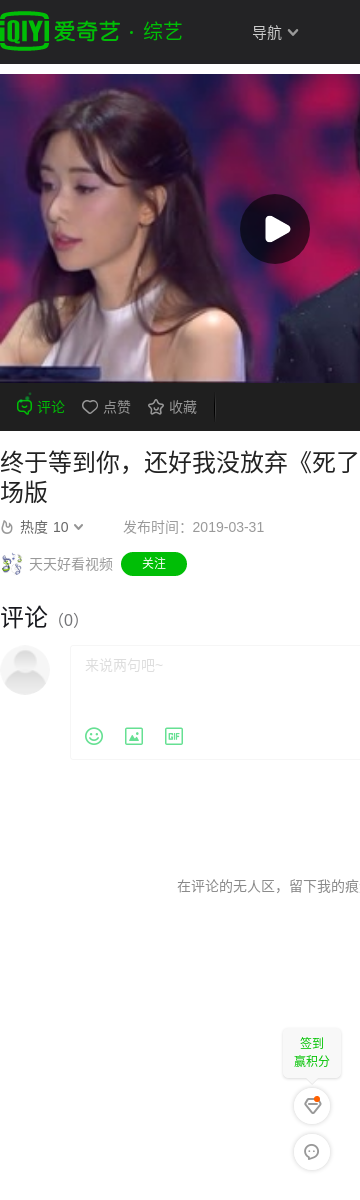 QIYI 爱奇艺 · 综艺 导航
评论 点赞 收藏
终于等到你，还好我没放弃《死了
场版
热度 10 发布时间：2019-03-31
天天好看视频 关注
评论（0）
来说两句吧~
GIF
在评论的无人区，留下我的痕
签到
赢积分